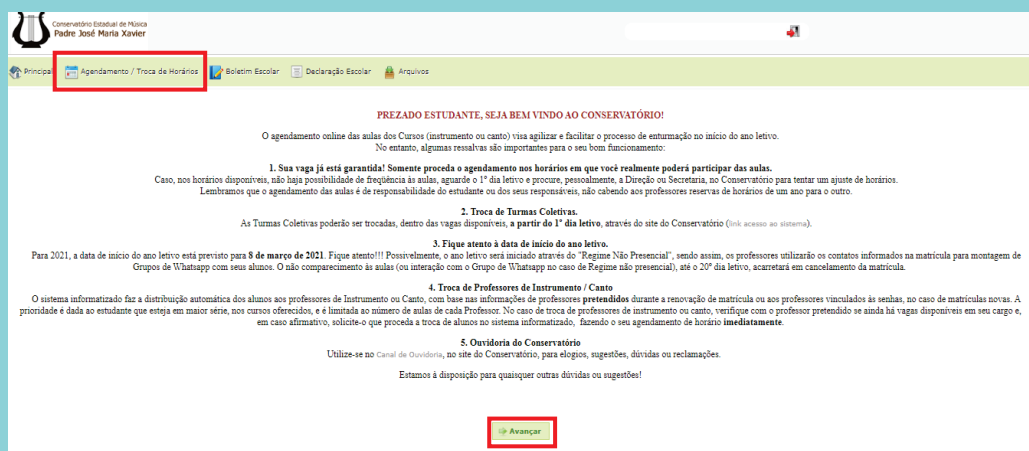 Conservatório Estadual de Música
Padre José Maria Xavier
Principal Agendamento / Troca de Horários Boletim Escolar Declaração Escolar Arquivos
PREZADO ESTUDANTE, SEJA BEM VINDO AO CONSERVATÓRIO!
O agendamento online das aulas dos Cursos (instrumento ou canto) visa agilizar e facilitar o processo de enturmação no início do ano letivo.
No entanto, algumas ressalvas são importantes para o seu bom funcionamento:
1. Sua vaga já está garantida! Somente proceda o agendamento nos horários em que você realmente poderá participar das aulas.
Caso, nos horários disponíveis, não haja possibilidade de freqüência às aulas, aguarde o 1° dia letivo e procure, pessoalmente, a Direção ou Secretaria, no Conservatório para tentar um ajuste de horários.
Lembramos que o agendamento das aulas é de responsabilidade do estudante ou dos seus responsáveis, não cabendo aos professores reservas de horários de um ano para o outro.
2. Troca de Turmas Coletivas.
As Turmas Coletivas poderão ser trocadas, dentro das vagas disponíveis, a partir do 1° dia letivo, através do site do Conservatório (link acesso ao sistema).
3. Fique atento à data de início do ano letivo.
Para 2021, a data de início do ano letivo está previsto para 8 de março de 2021. Fique atento!!! Possivelmente, o ano letivo será iniciado através do "Regime Não Presencial", sendo assim, os professores utilizarão os contatos informados na matrícula para montagem de
Grupos de Whatsapp com seus alunos. O não comparecimento às aulas (ou interação com o Grupo de Whatsapp no caso de Regime não presencial), até o 20° dia letivo, acarretará em cancelamento da matrícula.
4. Troca de Professores de Instrumento / Canto
O sistema informatizado faz a distribuição automática dos alunos aos professores de Instrumento ou Canto, com base nas informações de professores pretendidos durante a renovação de matrícula ou aos professores vinculados às senhas, no caso de matrículas novas. A
prioridade é dada ao estudante que esteja em maior série, nos cursos oferecidos, e é limitada ao número de aulas de cada Professor. No caso de troca de professores de instrumento ou canto, verifique com o professor pretendido se ainda há vagas disponíveis em seu cargo e,
em caso afirmativo, solicite-o que proceda a troca de alunos no sistema informatizado, fazendo o seu agendamento de horário imediatamente.
5. Ouvidoria do Conservatório
Utilize-se no Canal de Ouvidoria, no site do Conservatório, para elogios, sugestões, dúvidas ou reclamações.
Estamos à disposição para quaisquer outras dúvidas ou sugestões!
Avançar